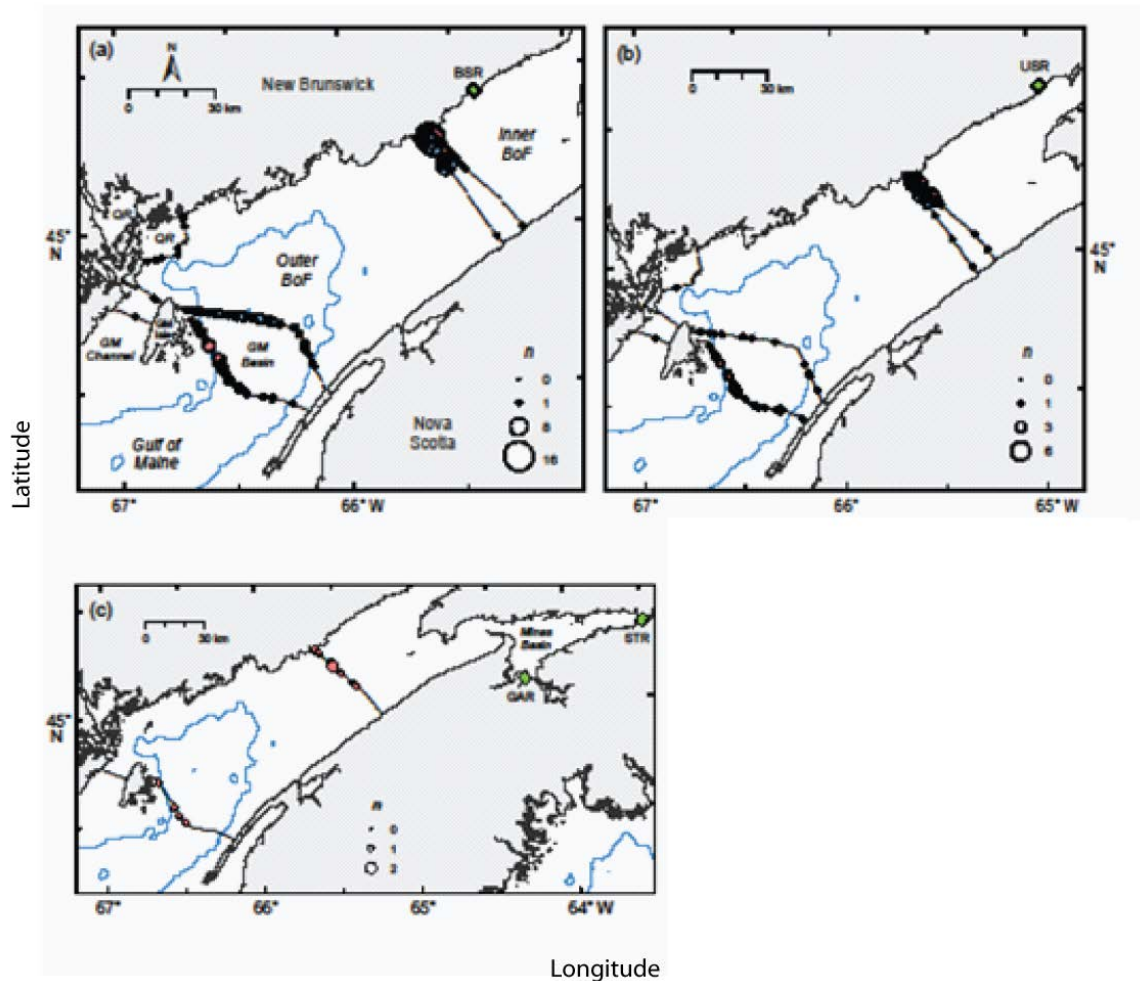 (a)
N
0 30 km
New Brunswick
BSR
Inner
BoF
QR
45°
N
Outer
BoF
GM
Channel
GM
Basin
n
0
1
8
16
Nova
Scotia
Gulf of
Maine
67° 66° W
(b)
0 30 km
USR
45°
N
n
0
1
3
6
67° 66° 65° W
Latitude
(c)
0 30 km
Minas
Basin
STR
GAR
45°
N
n
0
1
2
67° 66° 65° 64° W
Longitude